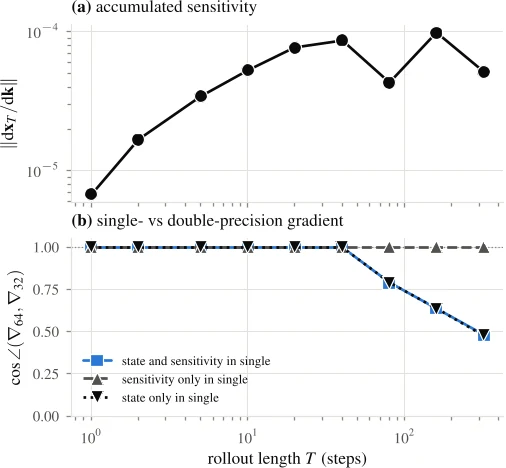 (a) accumulated sensitivity
10⁻⁴
10⁻⁵
‖dx_T/dk‖
(b) single- vs double-precision gradient
1.00
0.75
0.50
0.25
0.00
cos∠(∇₆₄, ∇₃₂)
state and sensitivity in single
sensitivity only in single
state only in single
10⁰ 10¹ 10²
rollout length T (steps)